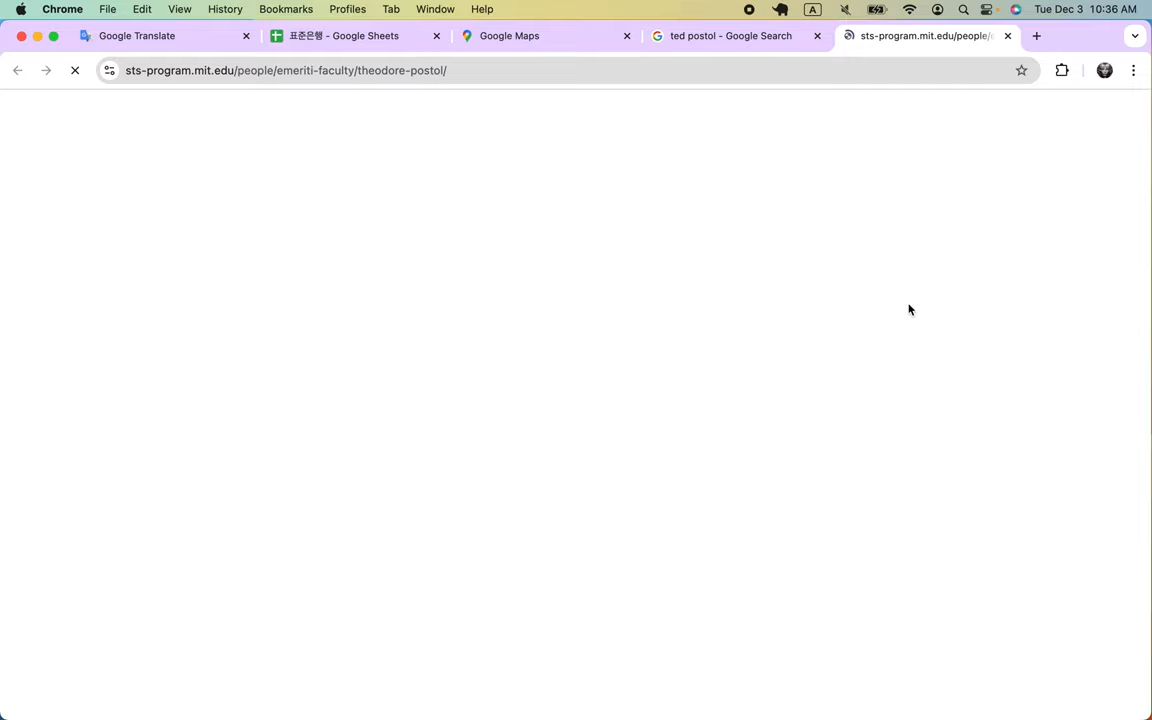 Chrome File Edit View History Bookmarks Profiles Tab Window Help A Tue Dec 3 10:36 AM
Google Translate 표준은행 - Google Sheets Google Maps ted postol - Google Search sts-program.mit.edu/people/e
sts-program.mit.edu/people/emeriti-faculty/theodore-postol/